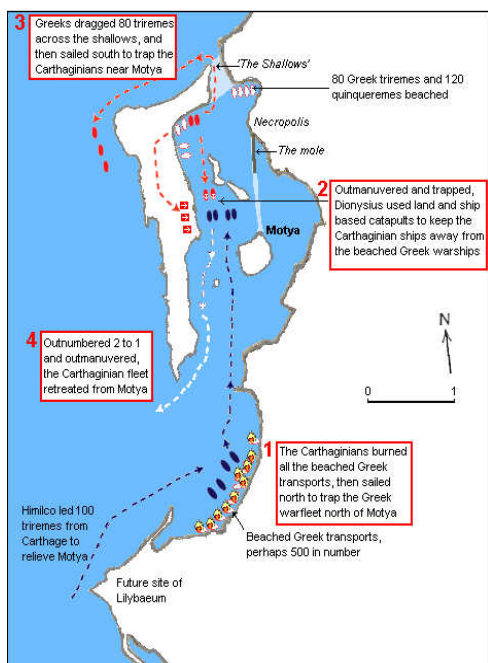 3
Greeks dragged 80 triremes
across the shallows, and
then sailed south to trap the
Carthaginians near Motya
'The Shallows'
80 Greek triremes and 120
quinqueremes beached
Necropolis
The mole
2
Outmanuvered and trapped,
Dionysius used land and ship
based catapults to keep the
Carthaginian ships away from
the beached Greek warships
Motya
4
Outnumbered 2 to 1
and outmanuvered,
the Carthaginian fleet
retreated from Motya
N
0 1
1
The Carthaginians burned
all the beached Greek
transports, then sailed
north to trap the Greek
warfleet north of Motya
Himilco led 100
triremes from
Carthage to
relieve Motya
Beached Greek transports,
perhaps 500 in number
Future site of
Lilybaeum